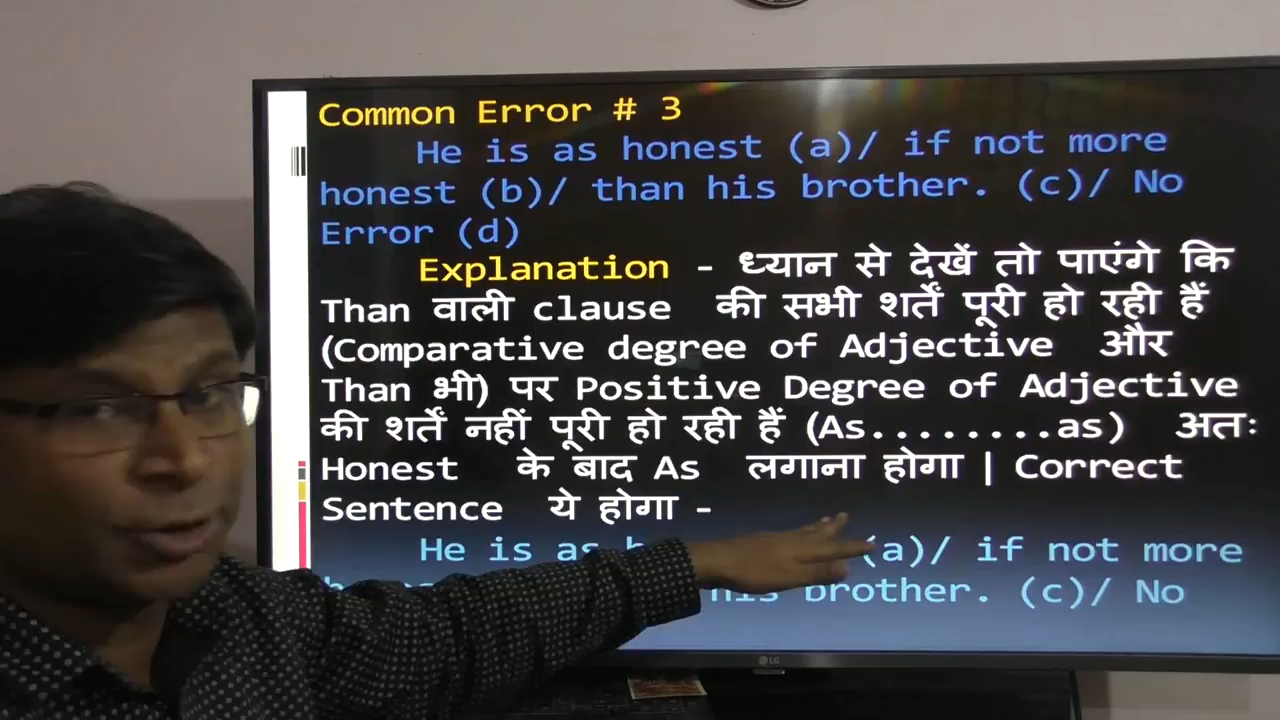 Common Error # 3
He is as honest (a)/ if not more
honest (b)/ than his brother. (c)/ No
Error (d)
Explanation - ध्यान से देखें तो पाएंगे कि
Than वाली clause की सभी शर्तें पूरी हो रही हैं
(Comparative degree of Adjective और
Than भी) पर Positive Degree of Adjective
की शर्तें नहीं पूरी हो रही हैं (As........as) अतः
Honest के बाद As लगाना होगा | Correct
Sentence ये होगा -
He is as (a)/ if not more
his brother. (c)/ No
LG